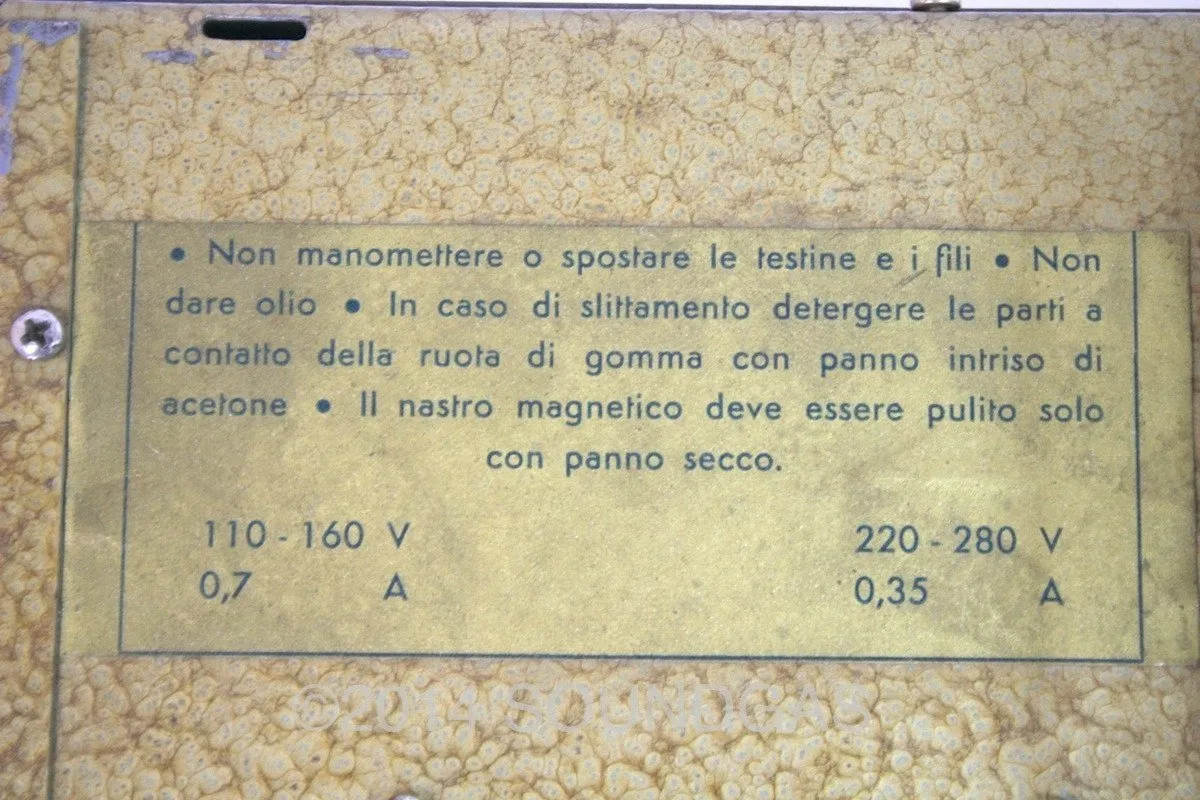 • Non manomettere o spostare le testine e i fili • Non
dare olio • In caso di slittamento detergere le parti a
contatto della ruota di gomma con panno intriso di
acetone • Il nastro magnetico deve essere pulito solo
con panno secco.
110 - 160 V 220 - 280 V
0,7 A 0,35 A
©2014 SOUNDGAS